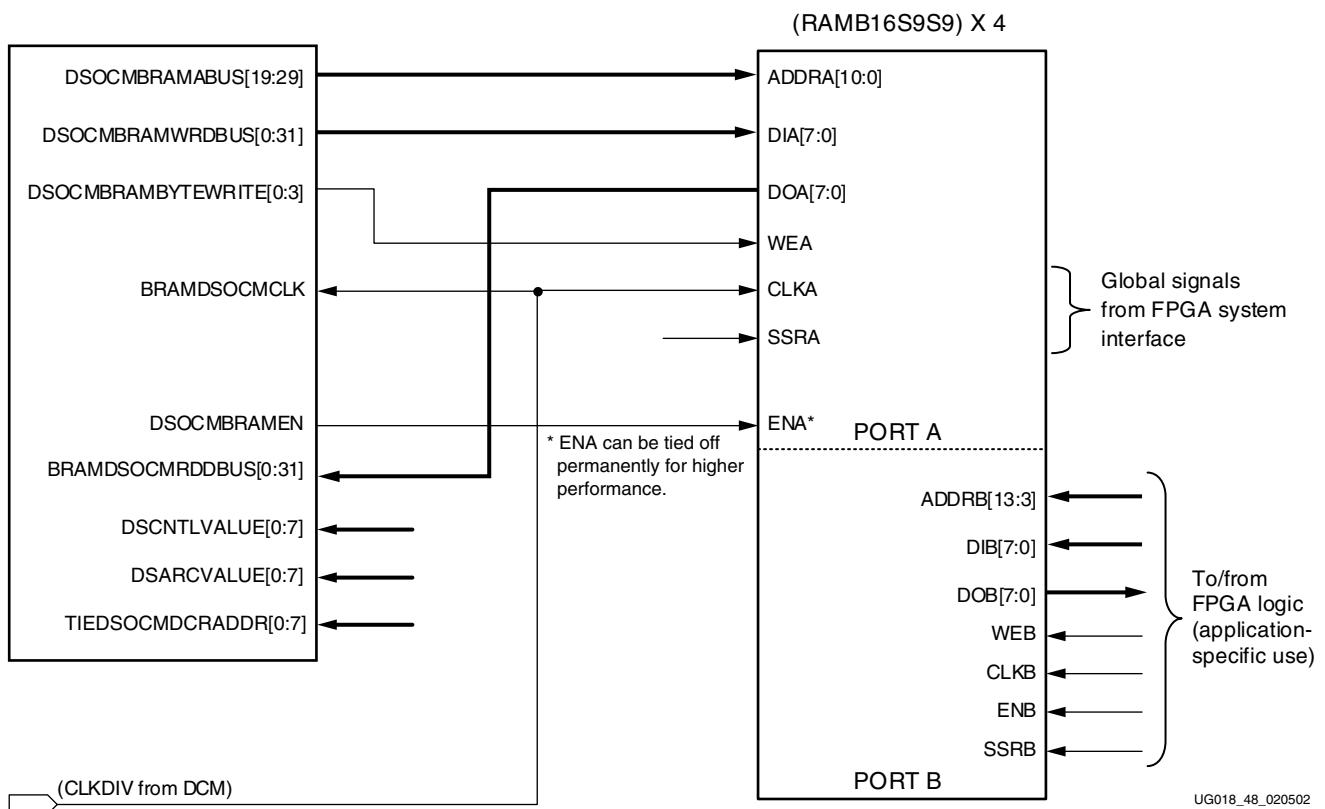 (RAMB16S9S9) X 4
DSOCMBRAMABUS[19:29]
DSOCMBRAMWRDBUS[0:31]
DSOCMBRAMBYTEWRITE[0:3]
BRAMDSOCMCLK
DSOCMBRAMEN
BRAMDSOCMRDDBUS[0:31]
DSCNTLVALUE[0:7]
DSARCVALUE[0:7]
TIEDSOCMDCRADDR[0:7]
(CLKDIV from DCM)
* ENA can be tied off
permanently for higher
performance.
ADDRA[10:0]
DIA[7:0]
DOA[7:0]
WEA
CLKA
SSRA
ENA*
PORT A
ADDRB[13:3]
DIB[7:0]
DOB[7:0]
WEB
CLKB
ENB
SSRB
PORT B
Global signals
from FPGA system
interface
To/from
FPGA logic
(application-
specific use)
UG018_48_020502